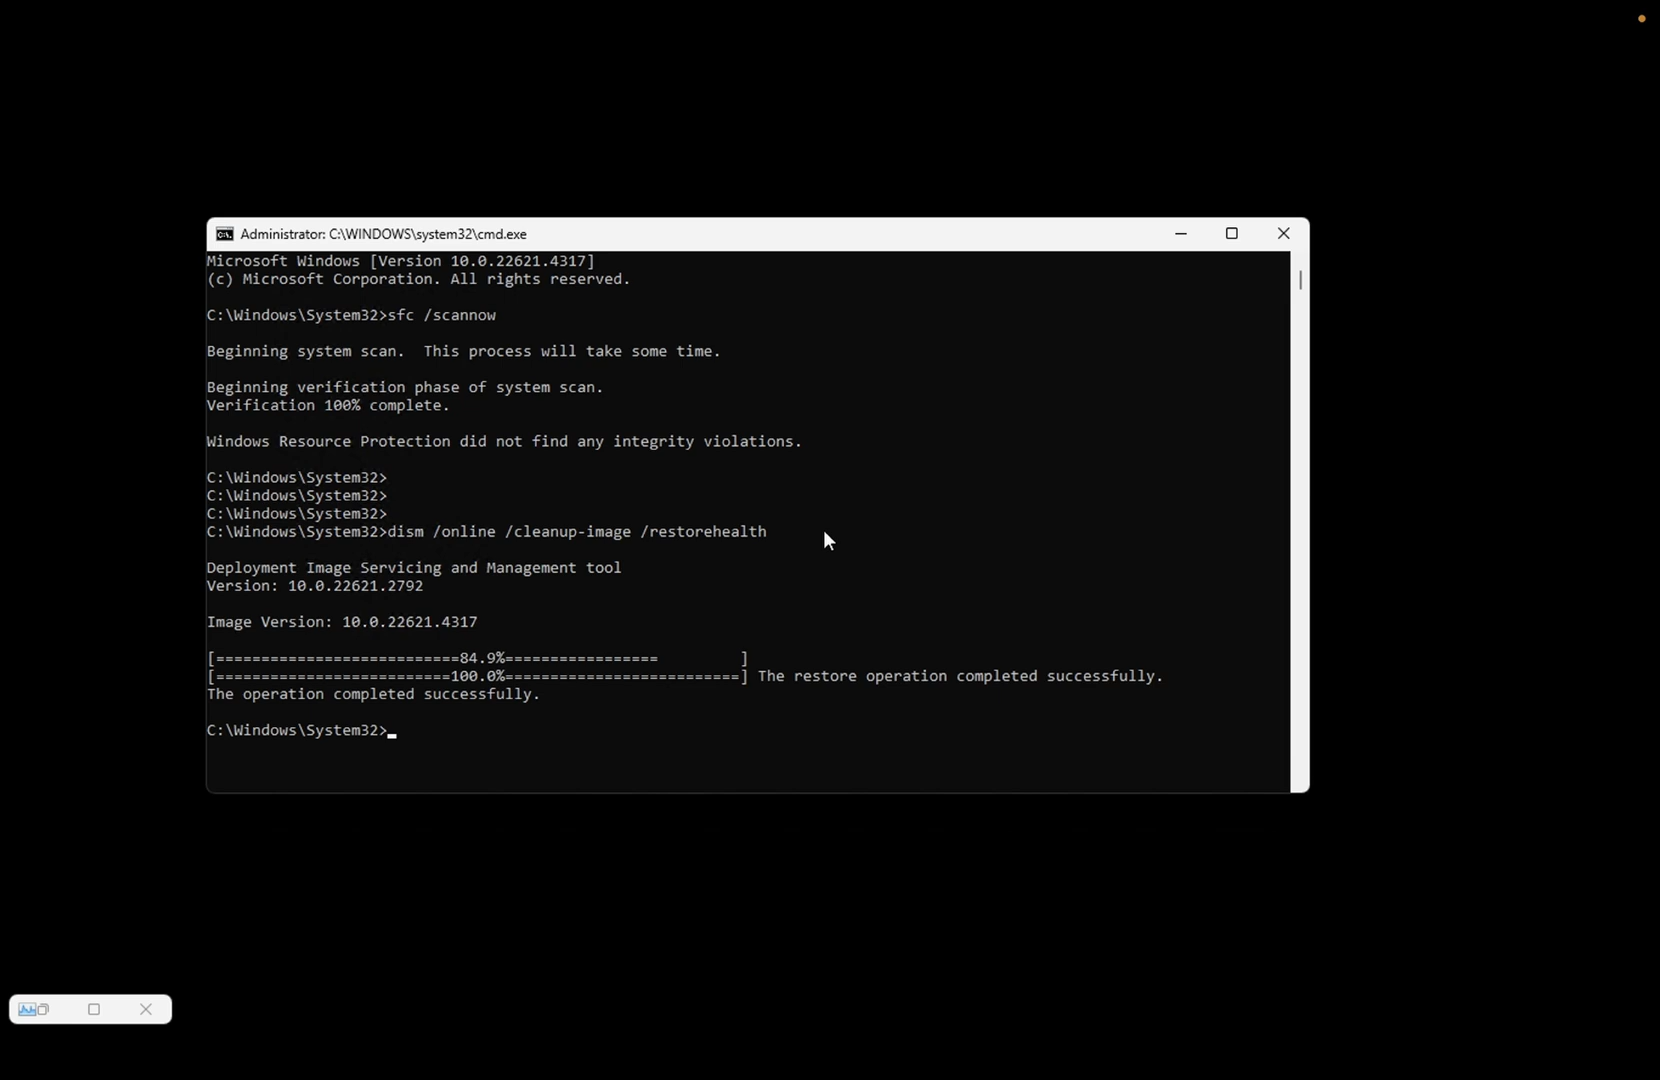 Administrator: C:\WINDOWS\system32\cmd.exe
Microsoft Windows [Version 10.0.22621.4317]
(c) Microsoft Corporation. All rights reserved.
C:\Windows\System32>sfc /scannow
Beginning system scan.  This process will take some time.
Beginning verification phase of system scan.
Verification 100% complete.
Windows Resource Protection did not find any integrity violations.
C:\Windows\System32>
C:\Windows\System32>
C:\Windows\System32>
C:\Windows\System32>dism /online /cleanup-image /restorehealth
Deployment Image Servicing and Management tool
Version: 10.0.22621.2792
Image Version: 10.0.22621.4317
[===========================84.9%=================         ]
[==========================100.0%==========================] The restore operation completed successfully.
The operation completed successfully.
C:\Windows\System32>